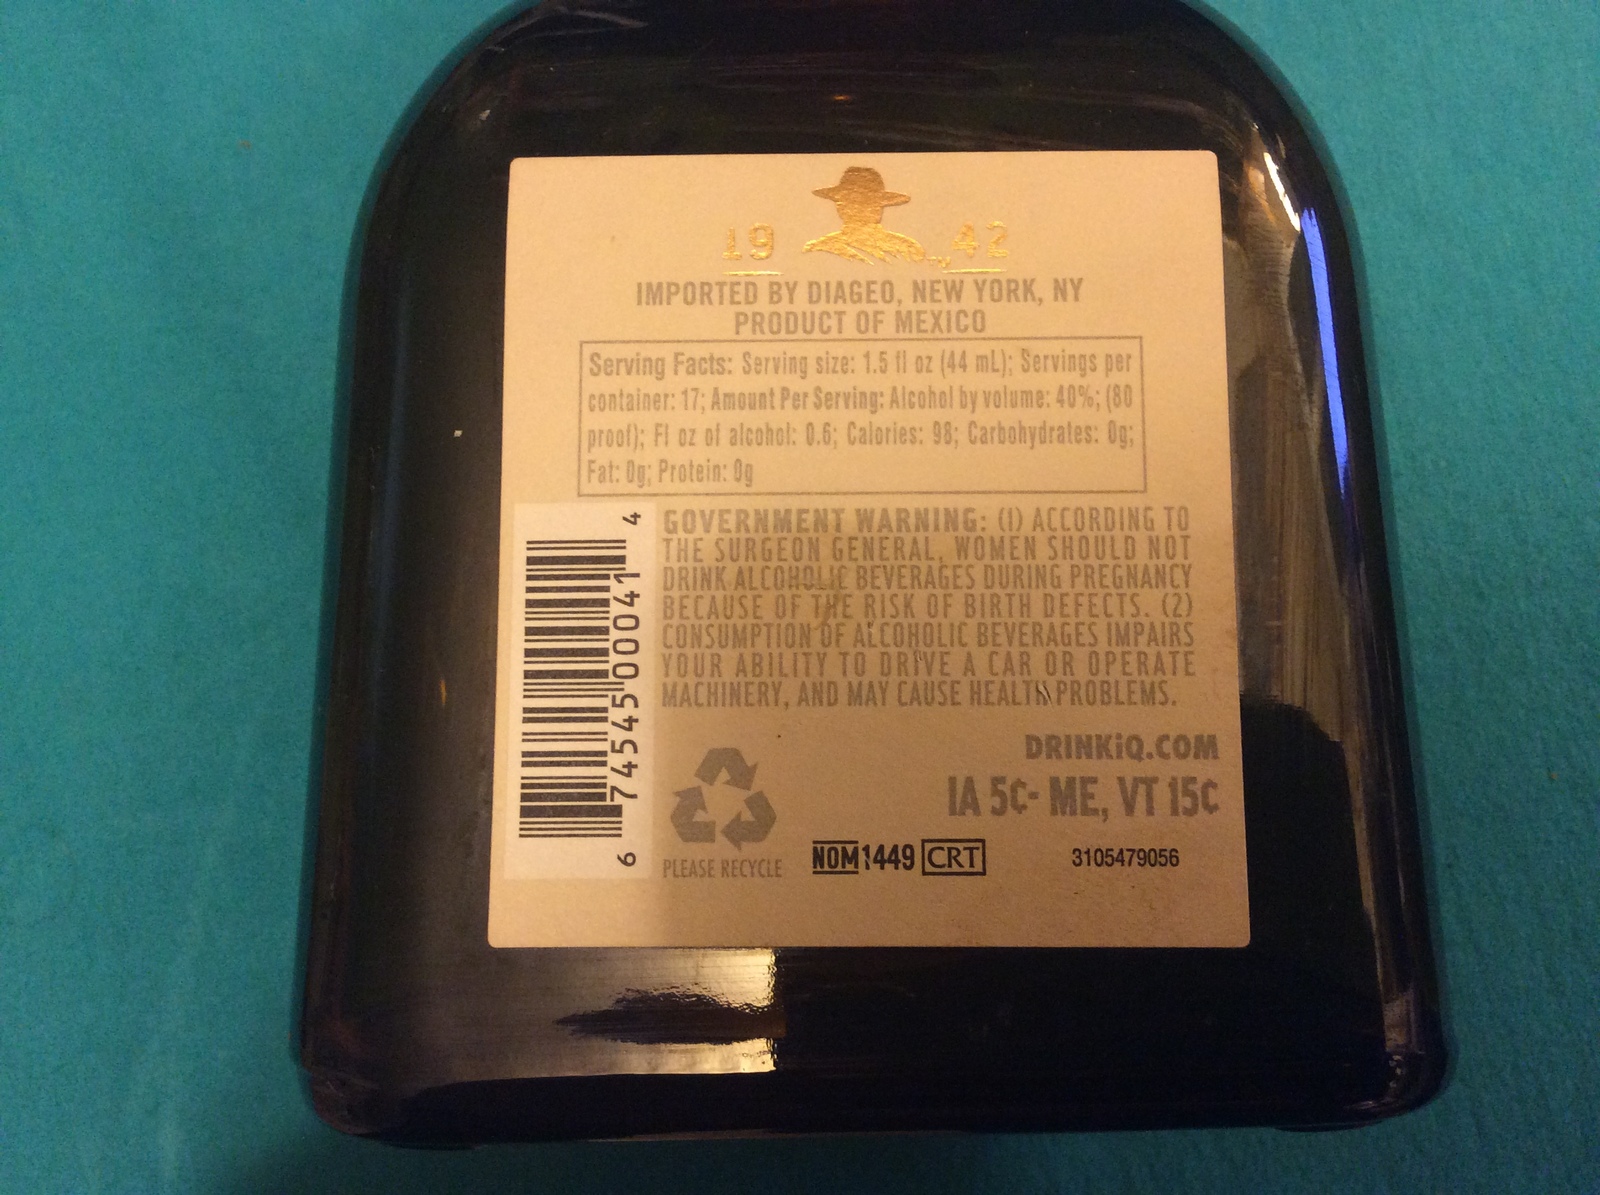 19 42
IMPORTED BY DIAGEO, NEW YORK, NY
PRODUCT OF MEXICO
Serving Facts: Serving size: 1.5 fl oz (44 mL); Servings per
container: 17; Amount Per Serving: Alcohol by volume: 40%; (80
proof); Fl oz of alcohol: 0.6; Calories: 98; Carbohydrates: 0g;
Fat: 0g; Protein: 0g
GOVERNMENT WARNING: (1) ACCORDING TO
THE SURGEON GENERAL, WOMEN SHOULD NOT
DRINK ALCOHOLIC BEVERAGES DURING PREGNANCY
BECAUSE OF THE RISK OF BIRTH DEFECTS. (2)
CONSUMPTION OF ALCOHOLIC BEVERAGES IMPAIRS
YOUR ABILITY TO DRIVE A CAR OR OPERATE
MACHINERY, AND MAY CAUSE HEALTH PROBLEMS.
6 74545 00041 4
DRINKiQ.COM
IA 5¢- ME, VT 15¢
PLEASE RECYCLE
NOM 1449 CRT
3105479056